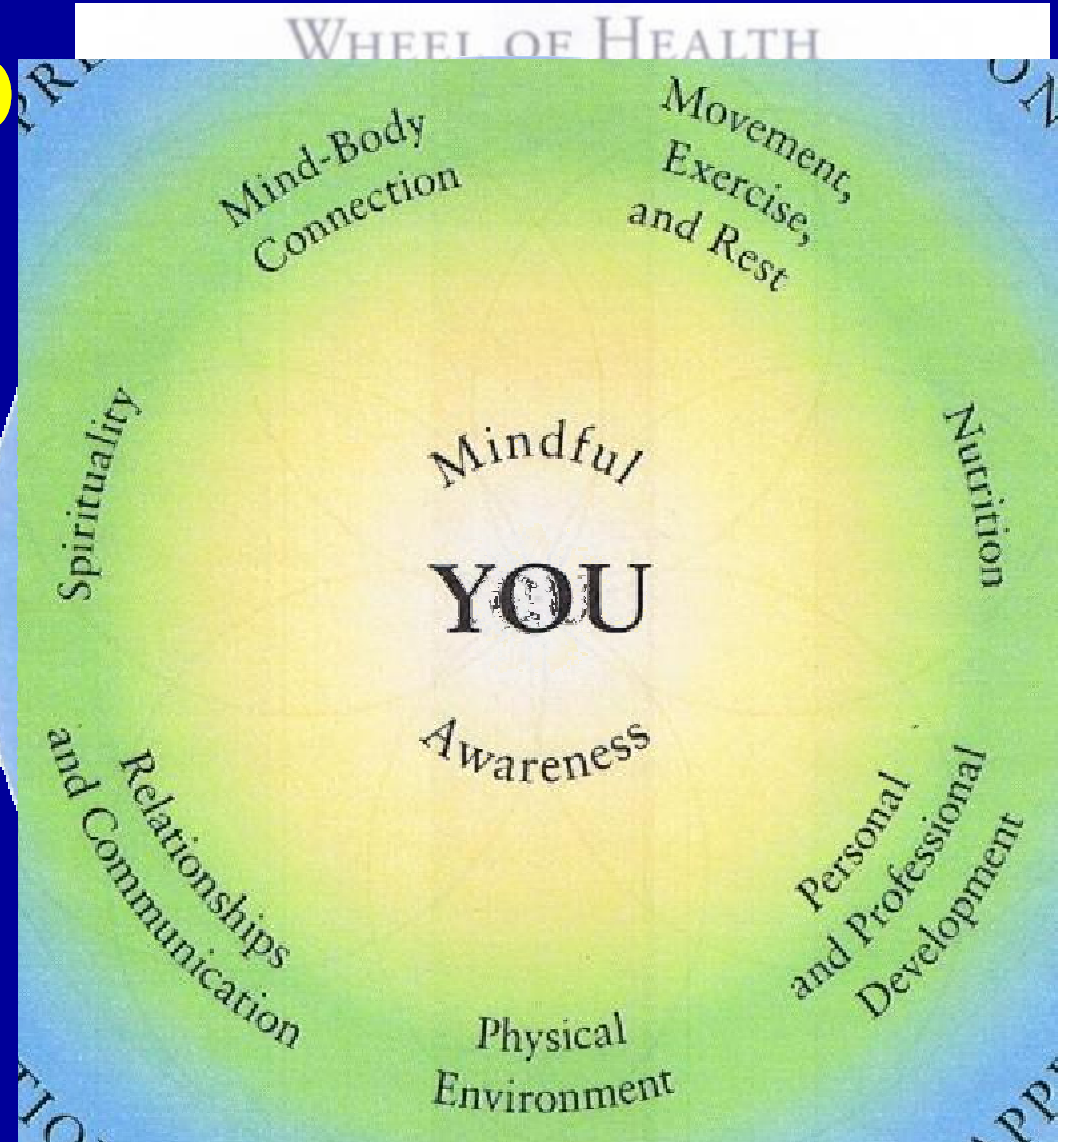 WHEEL OF HEALTH
Mind-Body
Connection
Movement,
Exercise,
and Rest
Spirituality
Nutrition
Mindful
YOU
Awareness
Relationships
and Communication
Personal
and Professional
Development
Physical
Environment